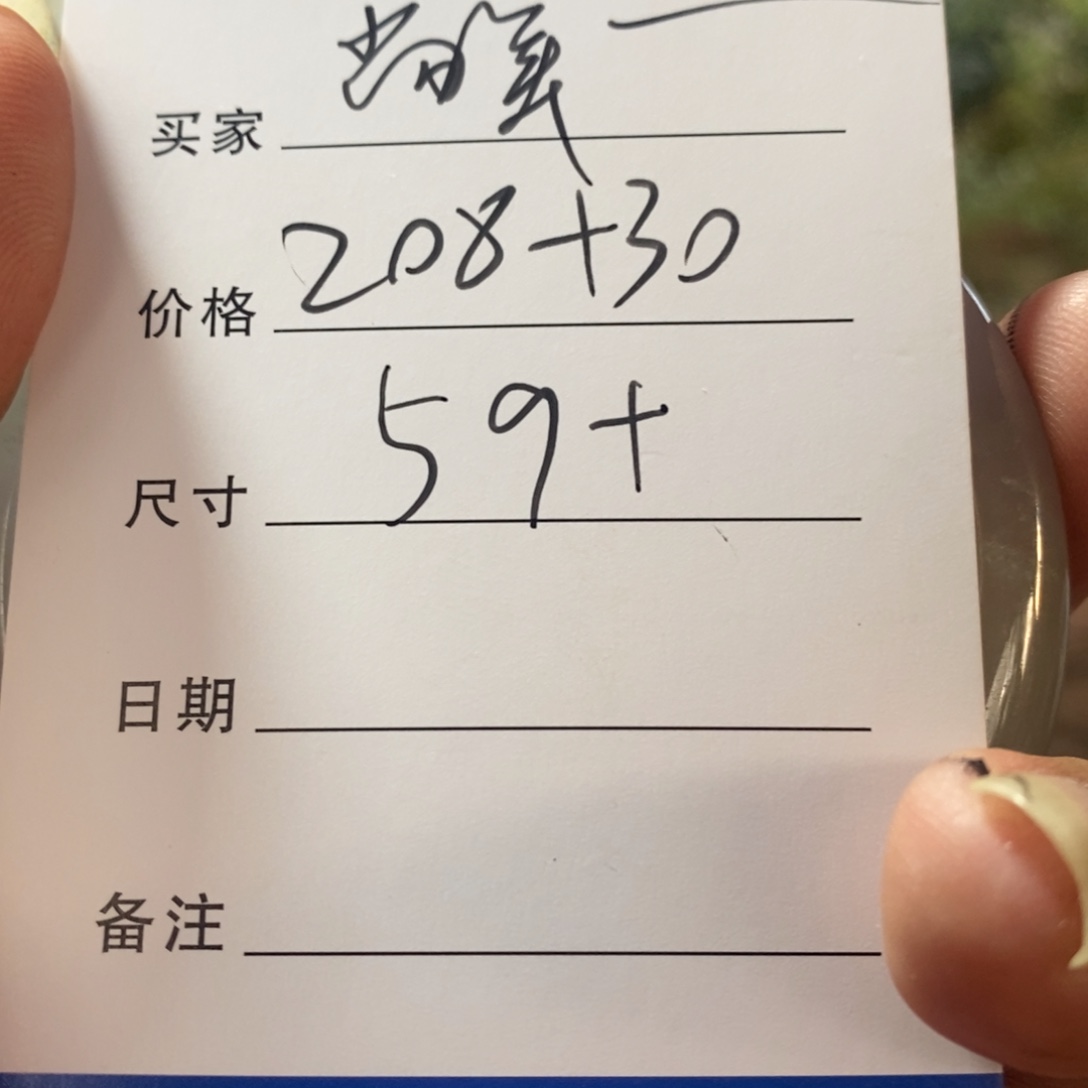 买家
价格 208+30
尺寸 59+
日期
备注